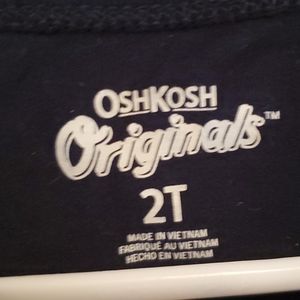 OSHKOSH
Originals™
2T
MADE IN VIETNAM
FABRIQUÉ AU VIETNAM
HECHO EN VIETNAM